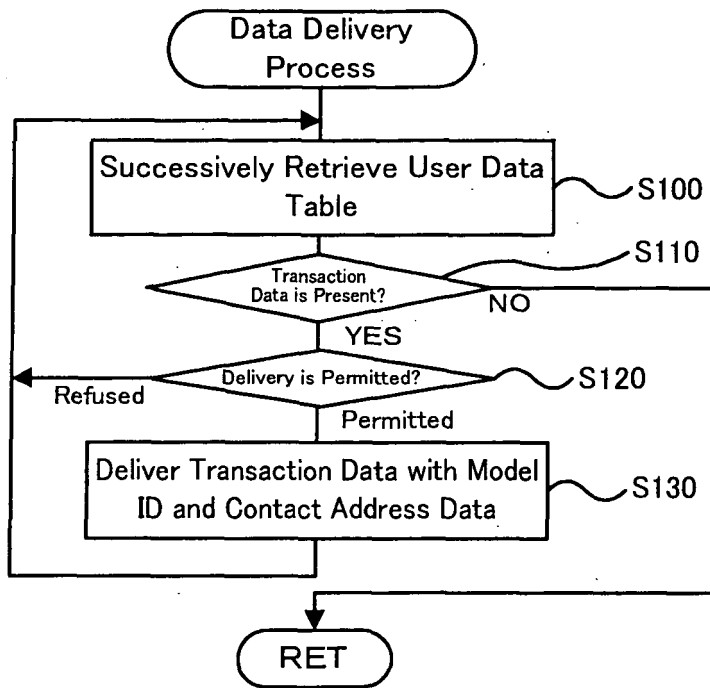 Data Delivery
Process
Successively Retrieve User Data
Table
S100
Transaction
Data is Present?
S110
NO
YES
Delivery is Permitted?
S120
Refused
Permitted
Deliver Transaction Data with Model
ID and Contact Address Data
S130
RET